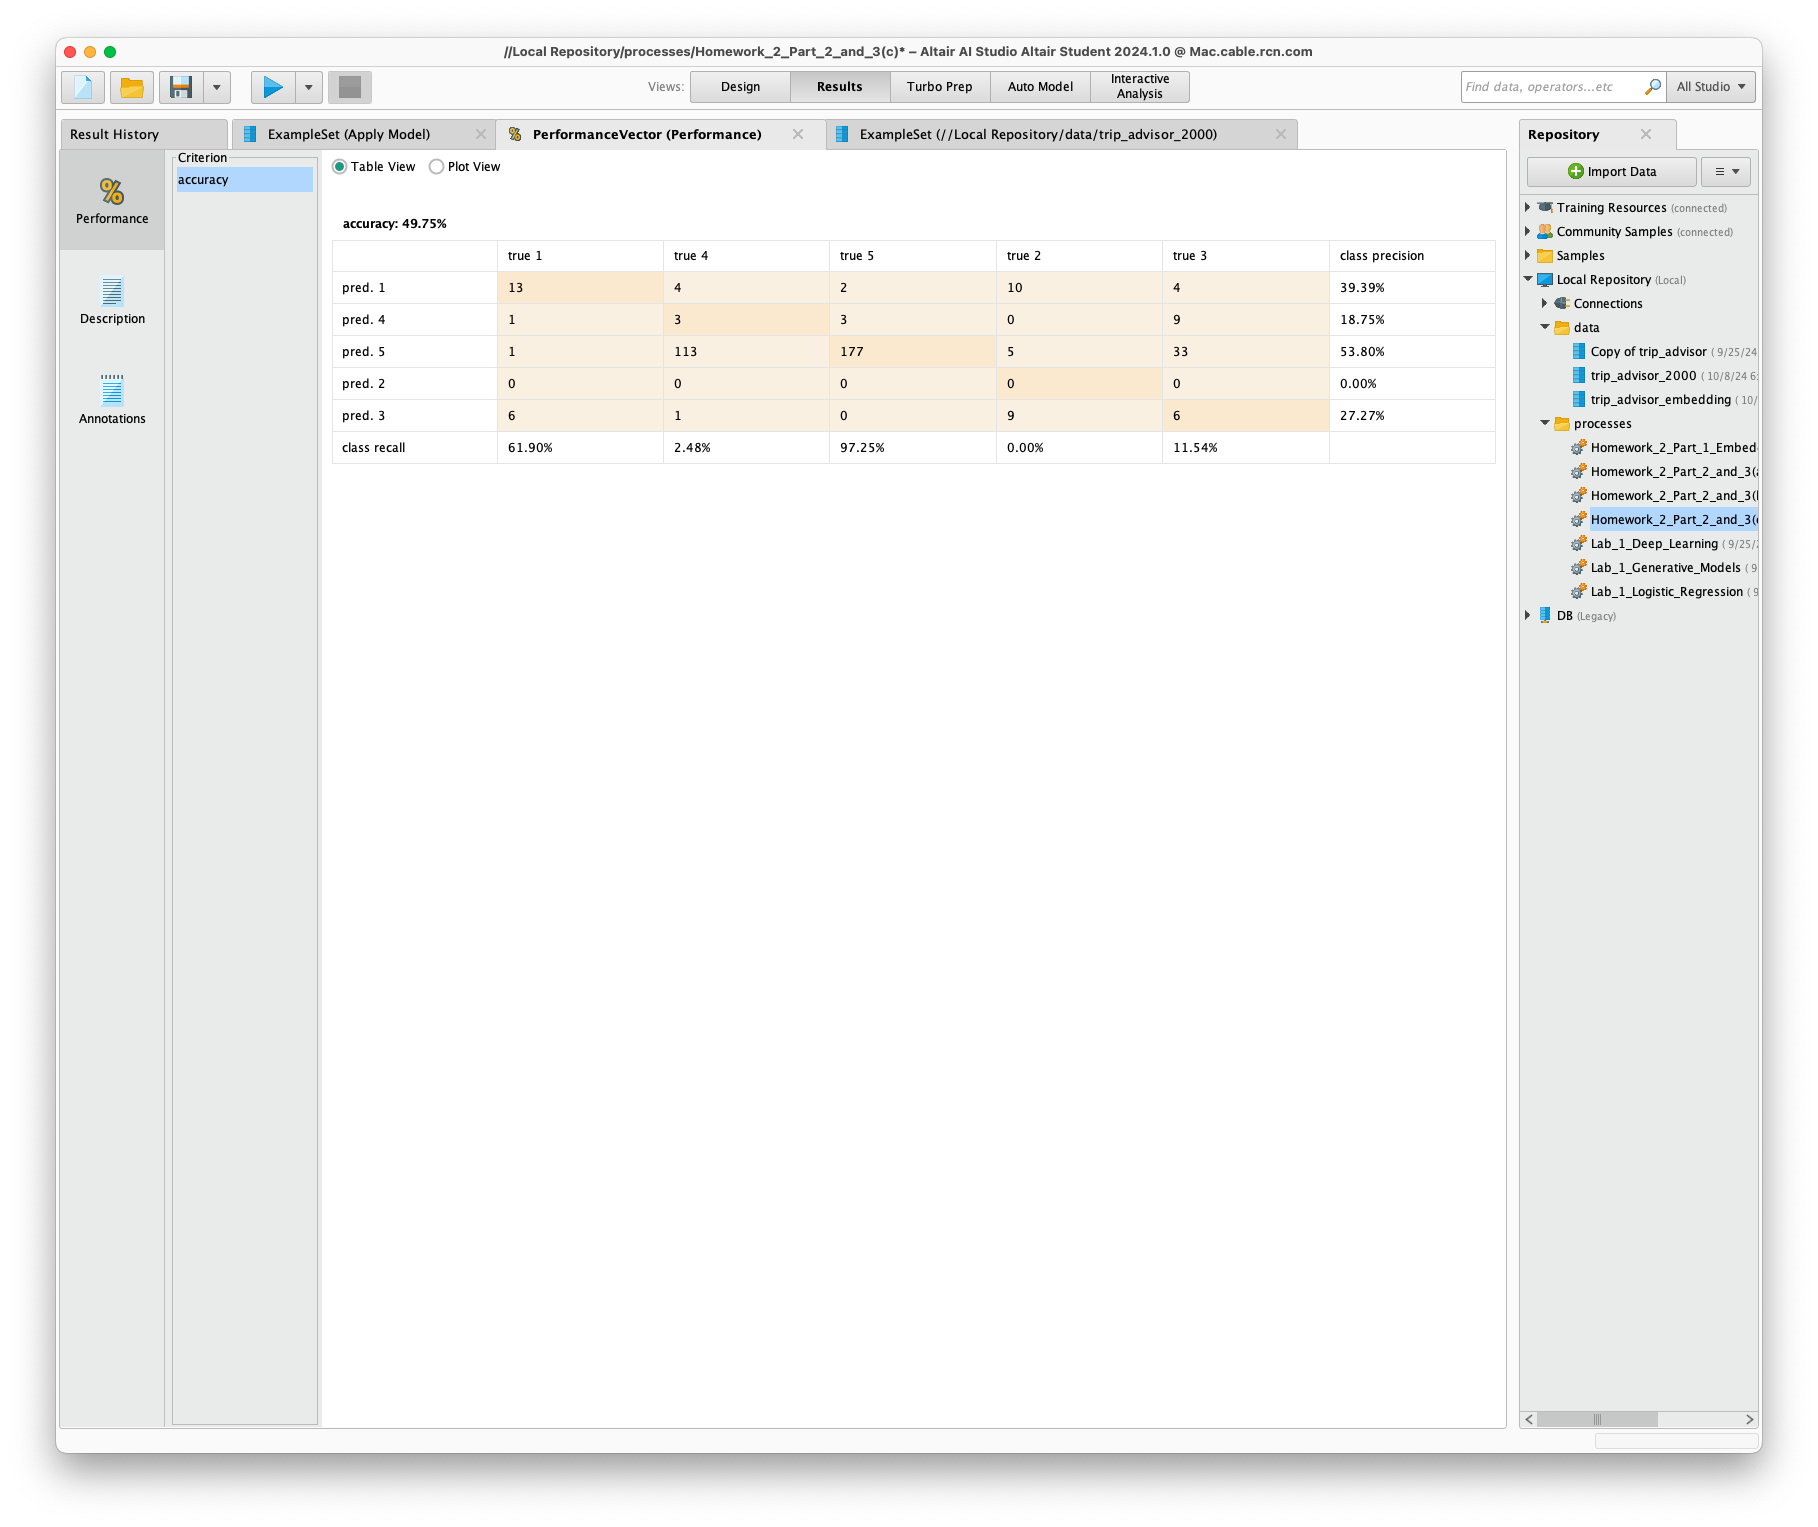 //Local Repository/processes/Homework_2_Part_2_and_3(c)* – Altair AI Studio Altair Student 2024.1.0 @ Mac.cable.rcn.com
Views: Design Results Turbo Prep Auto Model Interactive Analysis Find data, operators...etc All Studio
Result History ExampleSet (Apply Model) PerformanceVector (Performance) ExampleSet (//Local Repository/data/trip_advisor_2000)
Performance
Description
Annotations
Criterion
accuracy
Table View Plot View
accuracy: 49.75%
true 1 true 4 true 5 true 2 true 3 class precision
pred. 1 13 4 2 10 4 39.39%
pred. 4 1 3 3 0 9 18.75%
pred. 5 1 113 177 5 33 53.80%
pred. 2 0 0 0 0 0 0.00%
pred. 3 6 1 0 9 6 27.27%
class recall 61.90% 2.48% 97.25% 0.00% 11.54%
Repository
Import Data
Training Resources (connected)
Community Samples (connected)
Samples
Local Repository (Local)
Connections
data
Copy of trip_advisor ( 9/25/24
trip_advisor_2000 ( 10/8/24 6:
trip_advisor_embedding ( 10/
processes
Homework_2_Part_1_Embed
Homework_2_Part_2_and_3(a
Homework_2_Part_2_and_3(
Homework_2_Part_2_and_3(c
Lab_1_Deep_Learning ( 9/25/2
Lab_1_Generative_Models ( 9
Lab_1_Logistic_Regression ( 9
DB (Legacy)